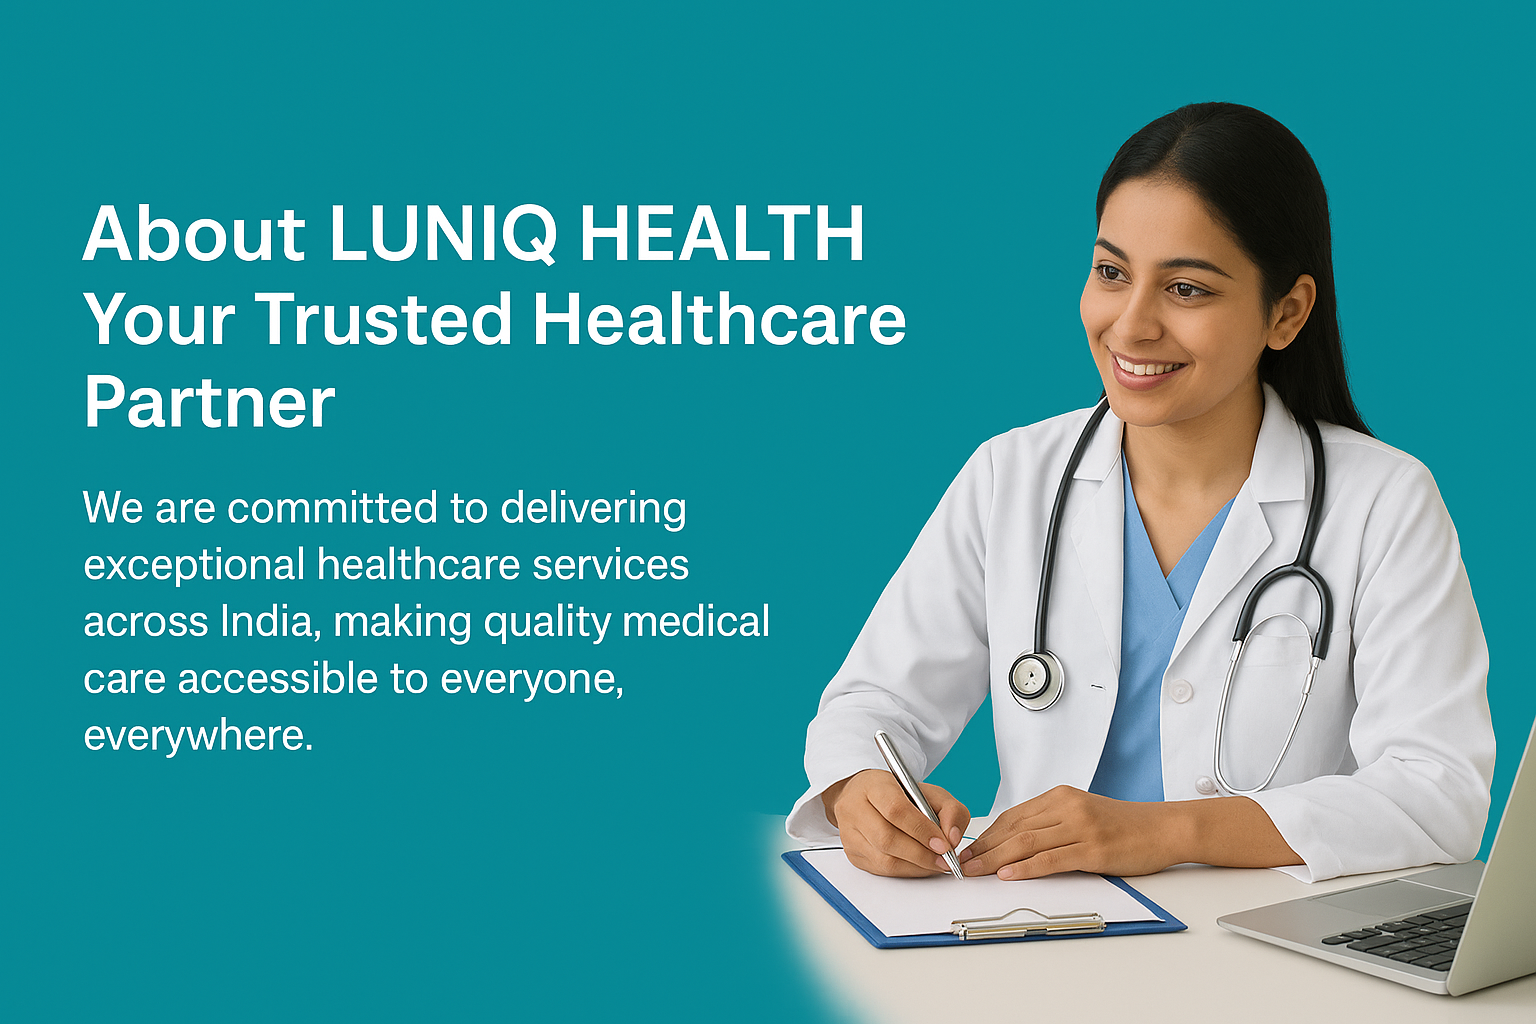 About LUNIQ HEALTH
Your Trusted Healthcare
Partner
We are committed to delivering
exceptional healthcare services
across India, making quality medical
care accessible to everyone,
everywhere.